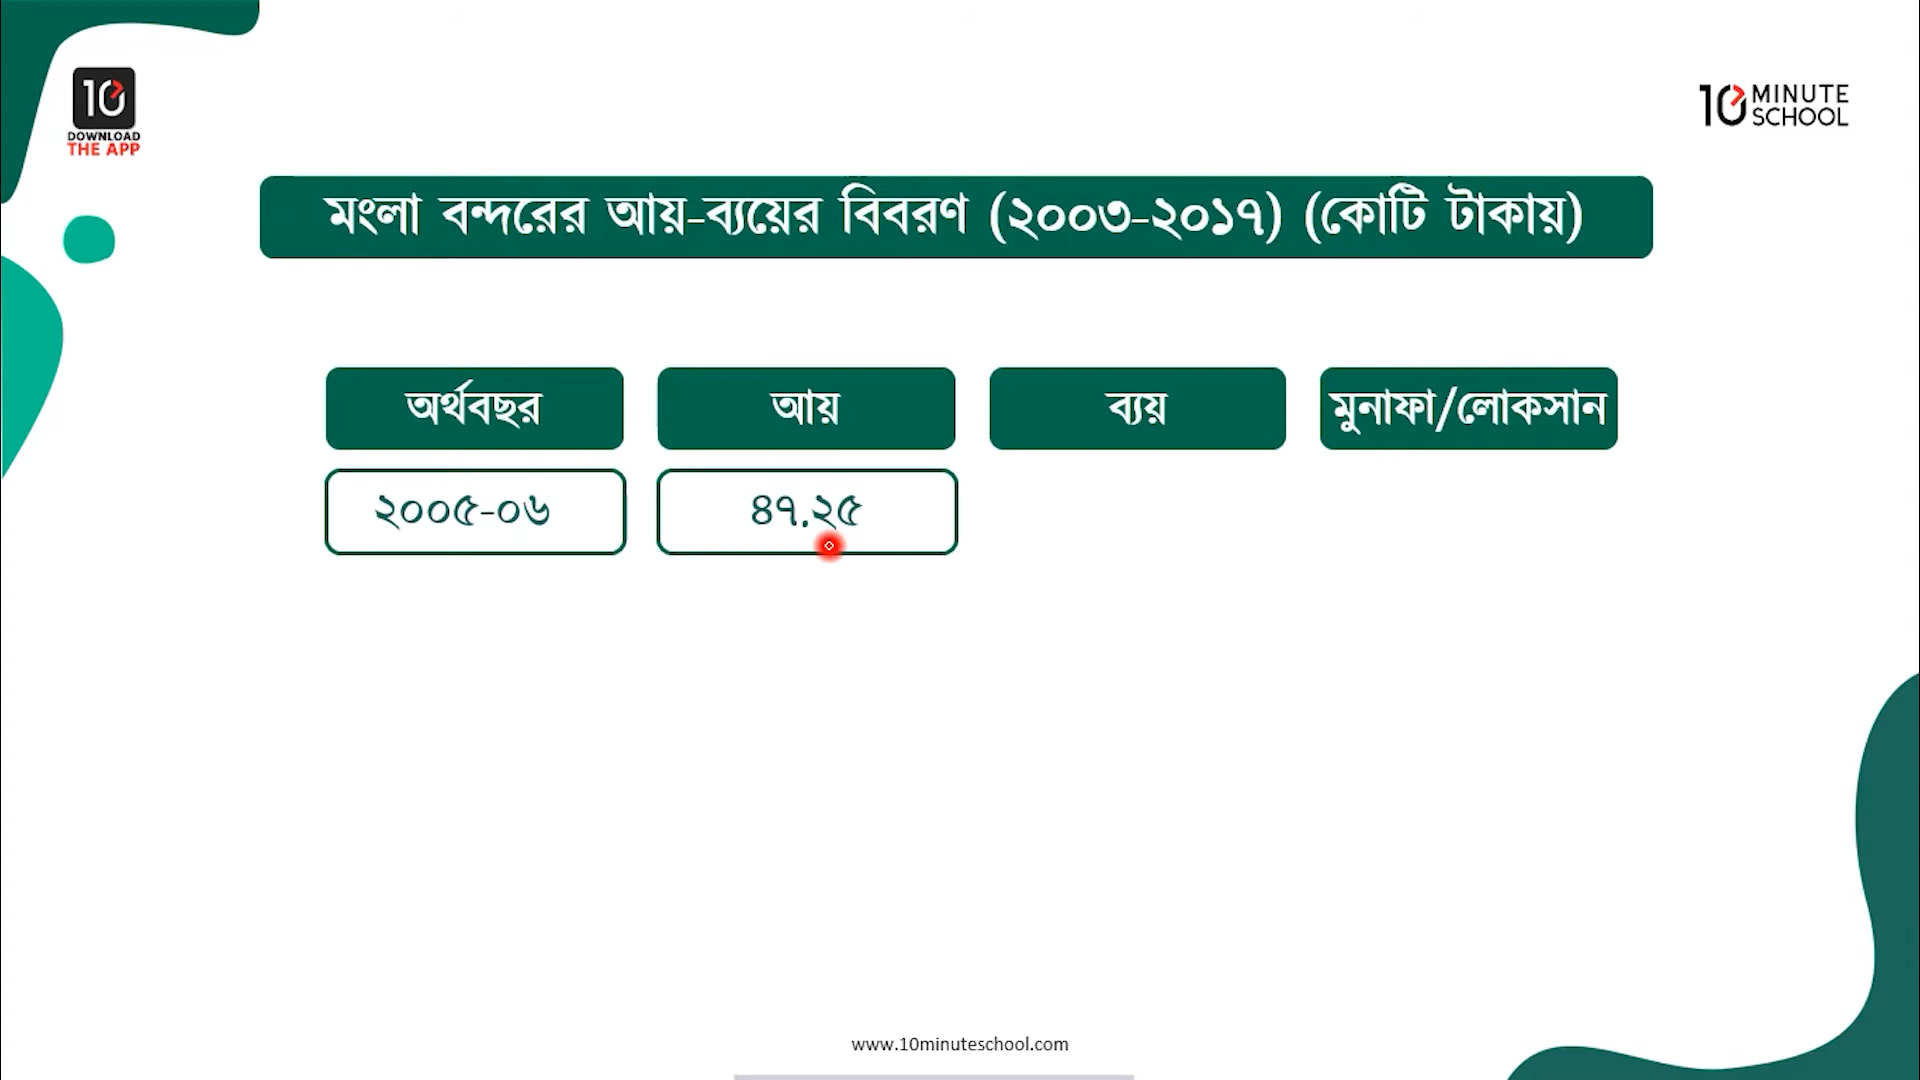 10
DOWNLOAD
THE APP
10 MINUTE
SCHOOL
মংলা বন্দরের আয়-ব্যয়ের বিবরণ (২০০৩-২০১৭) (কোটি টাকায়)
অর্থবছর আয় ব্যয় মুনাফা/লোকসান
২০০৫-০৬ ৪৭.২৫
www.10minuteschool.com